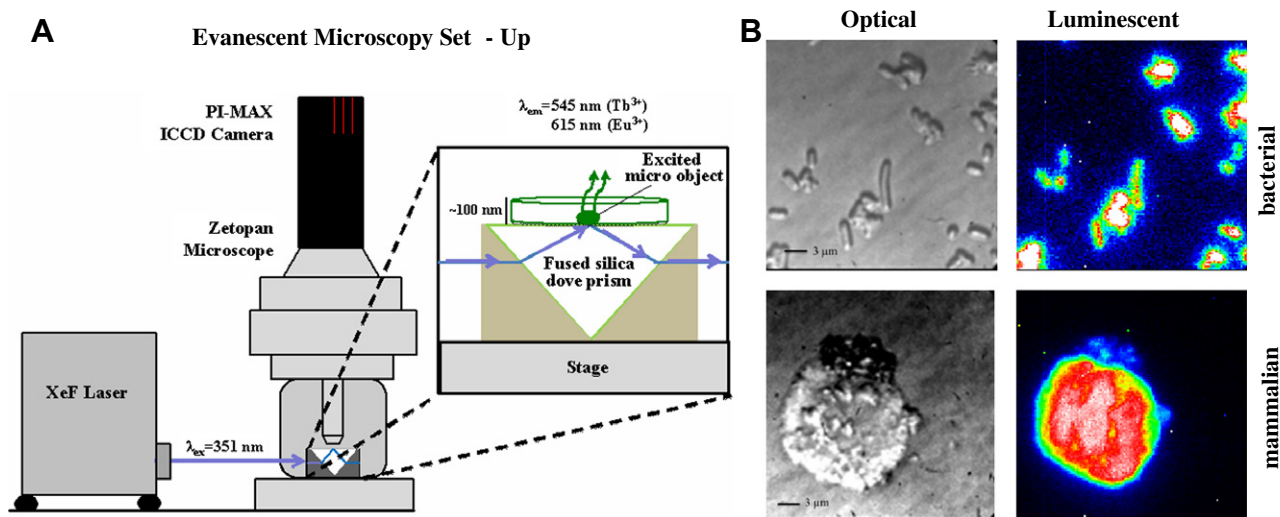 A
Evanescent Microscopy Set - Up
PI-MAX
ICCD Camera
Zetopan
Microscope
XeF Laser
λex=351 nm
λem=545 nm (Tb³⁺)
615 nm (Eu³⁺)
Excited
micro object
~100 nm
Fused silica
dove prism
Stage
B
Optical
Luminescent
3 μm
bacterial
3 μm
mammalian